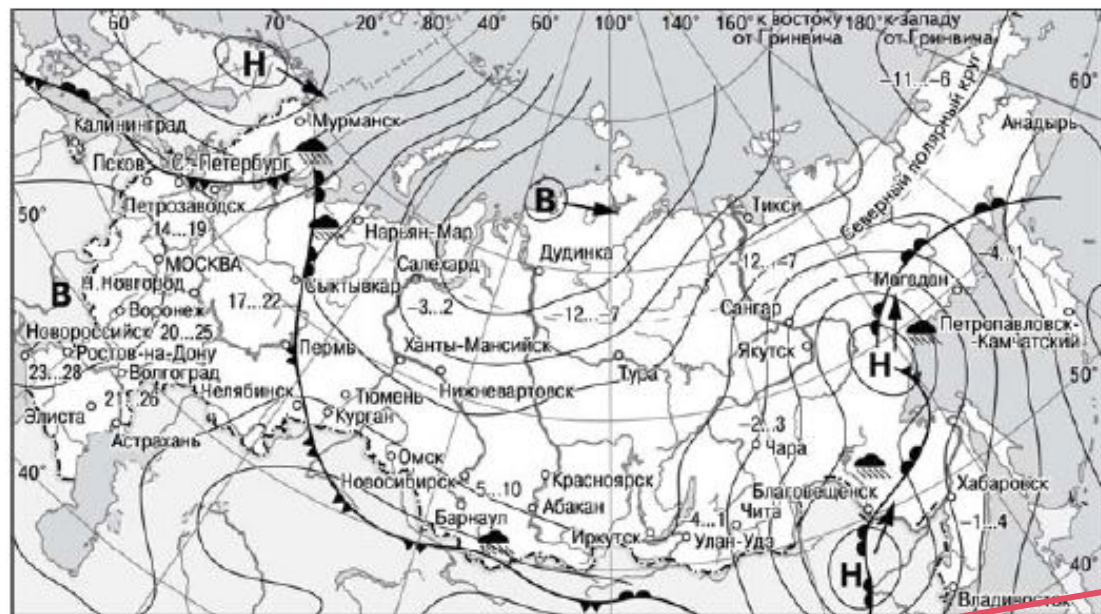 60° 70° 20° 80° 40° 100° 140° 160° к востоку 180° к западу
от Гринвича от Гринвича
Н
-11...-6
60°
Северный полярный круг
Мурманск
Анадырь
Калининград
Псков
С.-Петербург
В
Тикси
50°
Петрозаводск
14...19
Нарьян-Мар
Дудинка
-12...-7
-4...1
МОСКВА
Салехард
Магадан
В
Н.Новгород
17...22
Сыктывкар
-3...2
-12...-7
Сангар
Воронеж
Новороссийск
20...25
Петропавловск-
-Камчатский
Ростов-на-Дону
Пермь
Ханты-Мансийск
Якутск
Н
23...28
Волгоград
Тура
50°
Челябинск
Нижневартовск
21...26
Тюмень
Элиста
Курган
-2...3
Астрахань
Чара
40°
Омск
Новосибирск
5...10
Красноярск
Хабаровск
Благовещенск
Барнаул
Абакан
Чита
-1...4
-4...1
Иркутск
Улан-Удэ
Н
40°
Владивосток